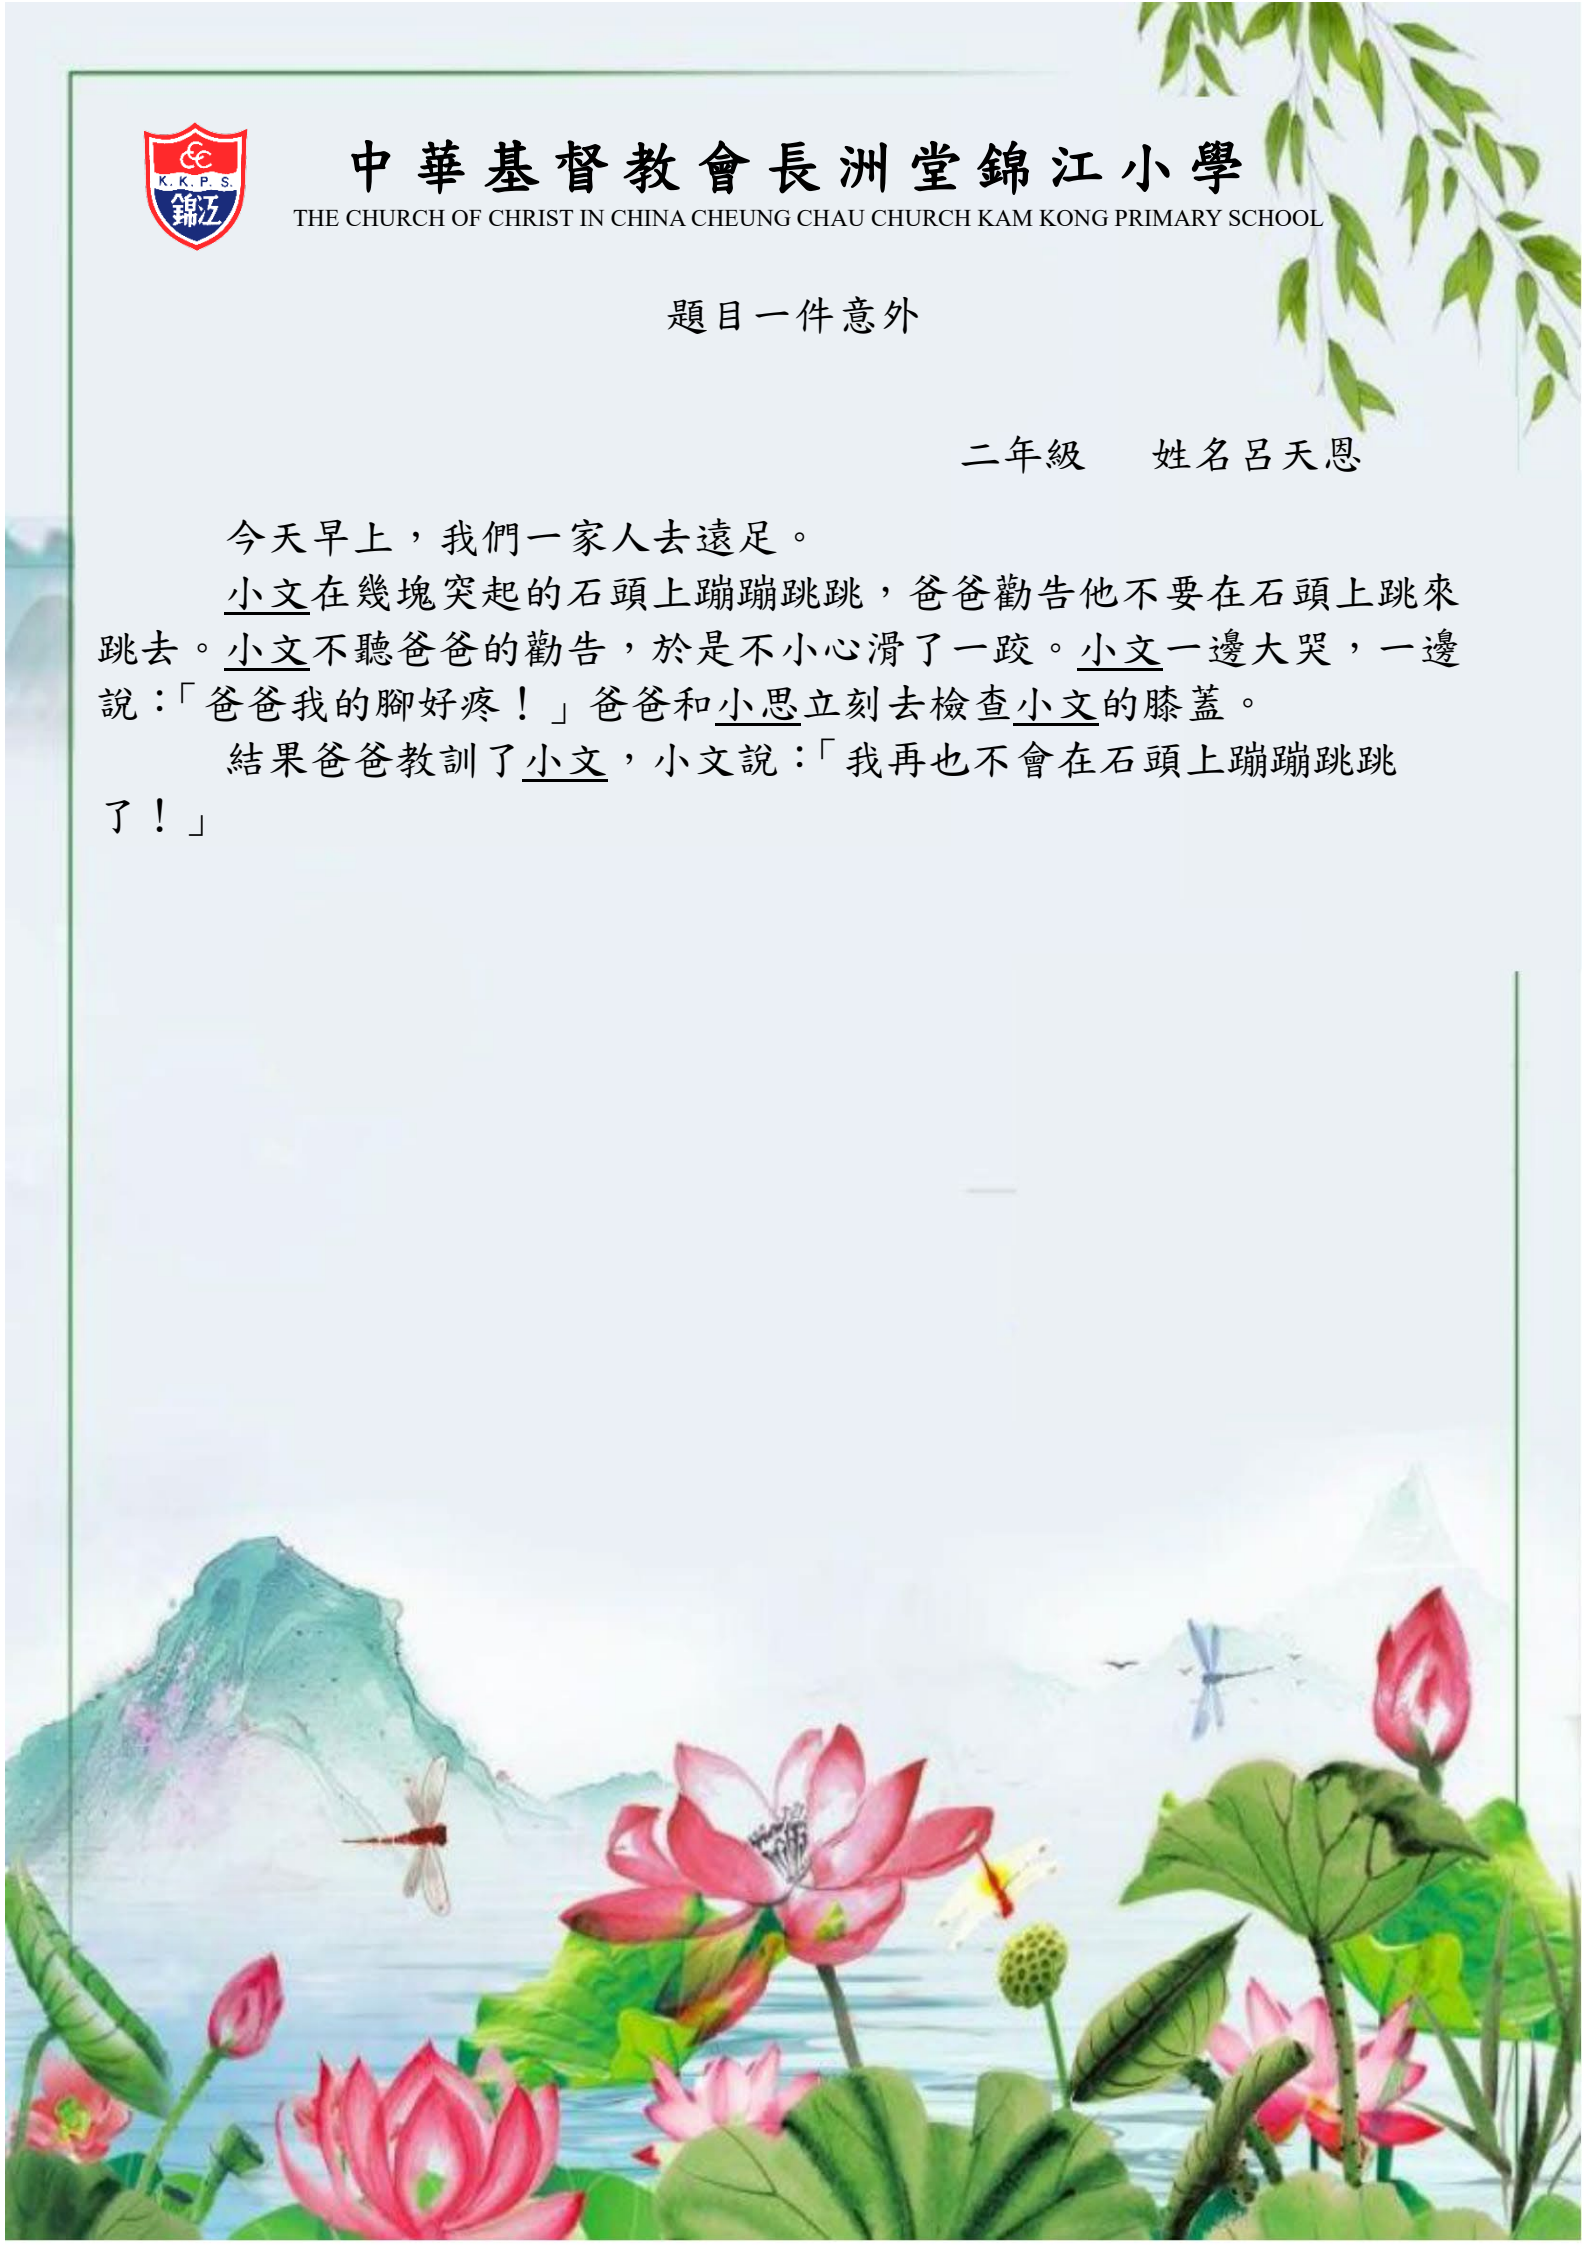 CCC
K. K. P. S.
錦江
中華基督教會長洲堂錦江小學
THE CHURCH OF CHRIST IN CHINA CHEUNG CHAU CHURCH KAM KONG PRIMARY SCHOOL
題目一件意外
二年級 姓名呂天恩
今天早上，我們一家人去遠足。
小文在幾塊突起的石頭上蹦蹦跳跳，爸爸勸告他不要在石頭上跳來
跳去。小文不聽爸爸的勸告，於是不小心滑了一跤。小文一邊大哭，一邊
說：「爸爸我的腳好疼！」爸爸和小思立刻去檢查小文的膝蓋。
結果爸爸教訓了小文，小文說：「我再也不會在石頭上蹦蹦跳跳
了！」